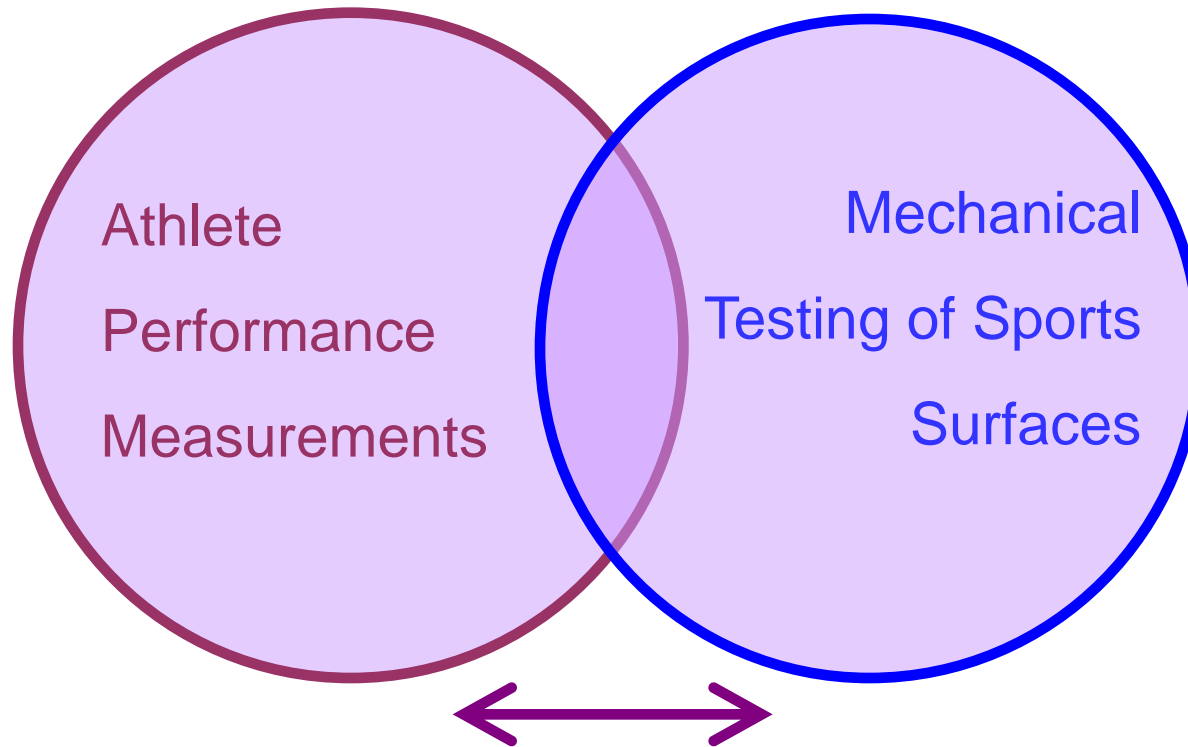 Athlete
Performance
Measurements
Mechanical
Testing of Sports
Surfaces